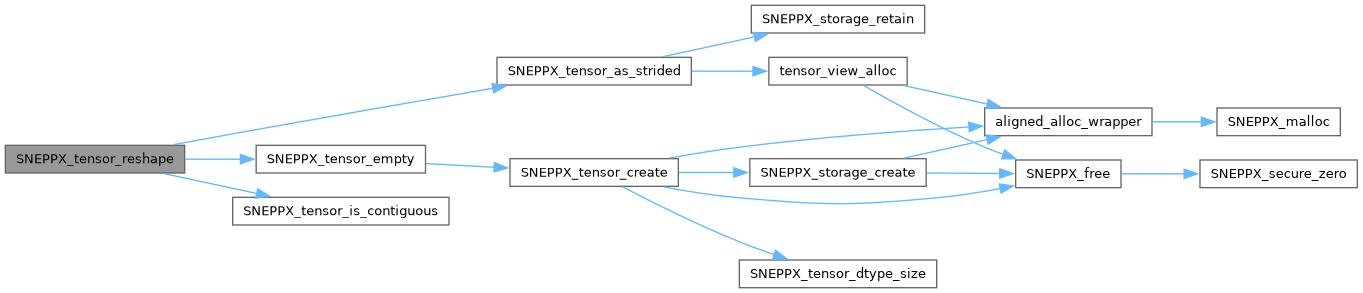 SNEPPX_storage_retain
SNEPPX_tensor_as_strided
tensor_view_alloc
aligned_alloc_wrapper
SNEPPX_malloc
SNEPPX_tensor_reshape
SNEPPX_tensor_empty
SNEPPX_tensor_create
SNEPPX_storage_create
SNEPPX_free
SNEPPX_secure_zero
SNEPPX_tensor_is_contiguous
SNEPPX_tensor_dtype_size